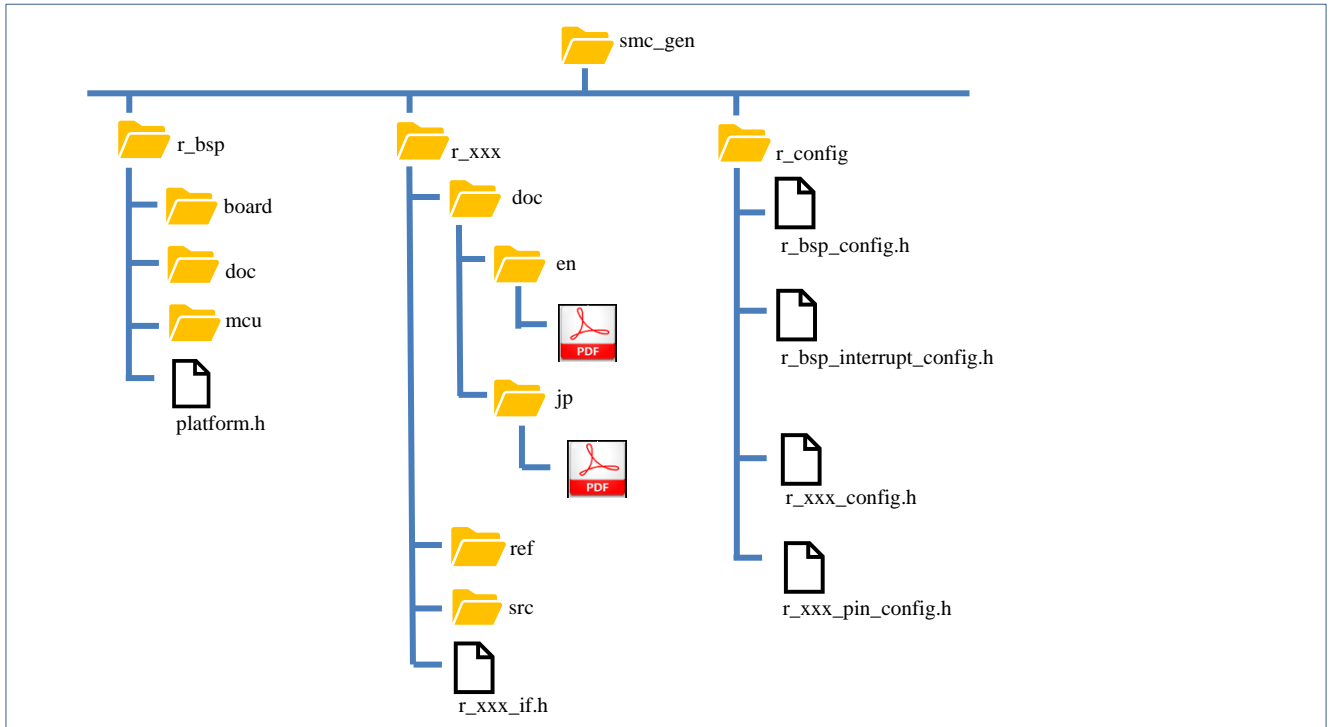 smc_gen
r_bsp
board
doc
mcu
platform.h
r_xxx
doc
en
PDF
jp
PDF
ref
src
r_xxx_if.h
r_config
r_bsp_config.h
r_bsp_interrupt_config.h
r_xxx_config.h
r_xxx_pin_config.h